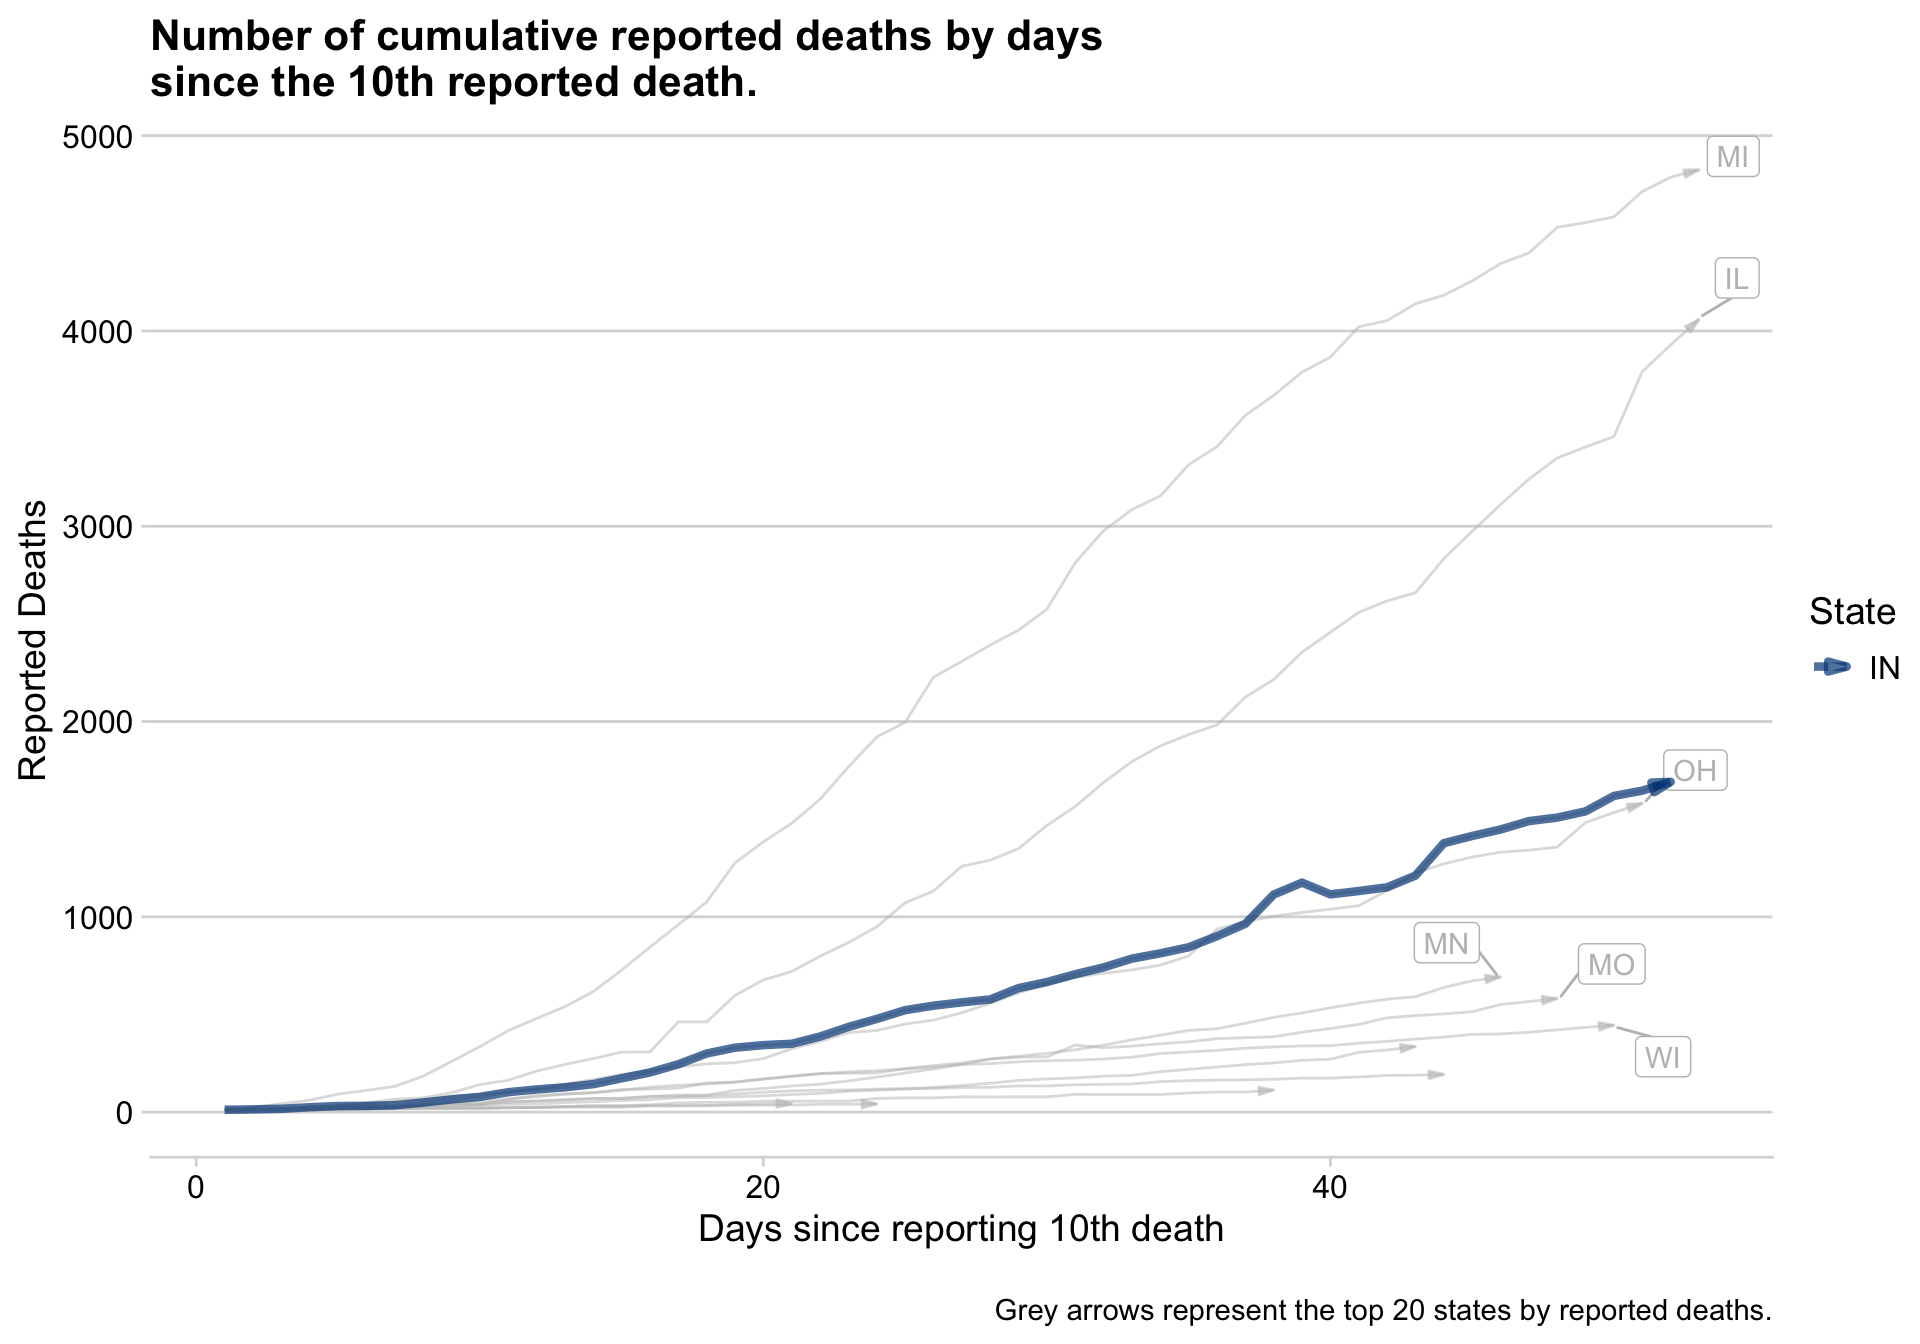 Number of cumulative reported deaths by days
since the 10th reported death.
5000
4000
3000
2000
1000
0
Reported Deaths
MI
IL
OH
MN
MO
WI
State
IN
0
20
40
Days since reporting 10th death
Grey arrows represent the top 20 states by reported deaths.